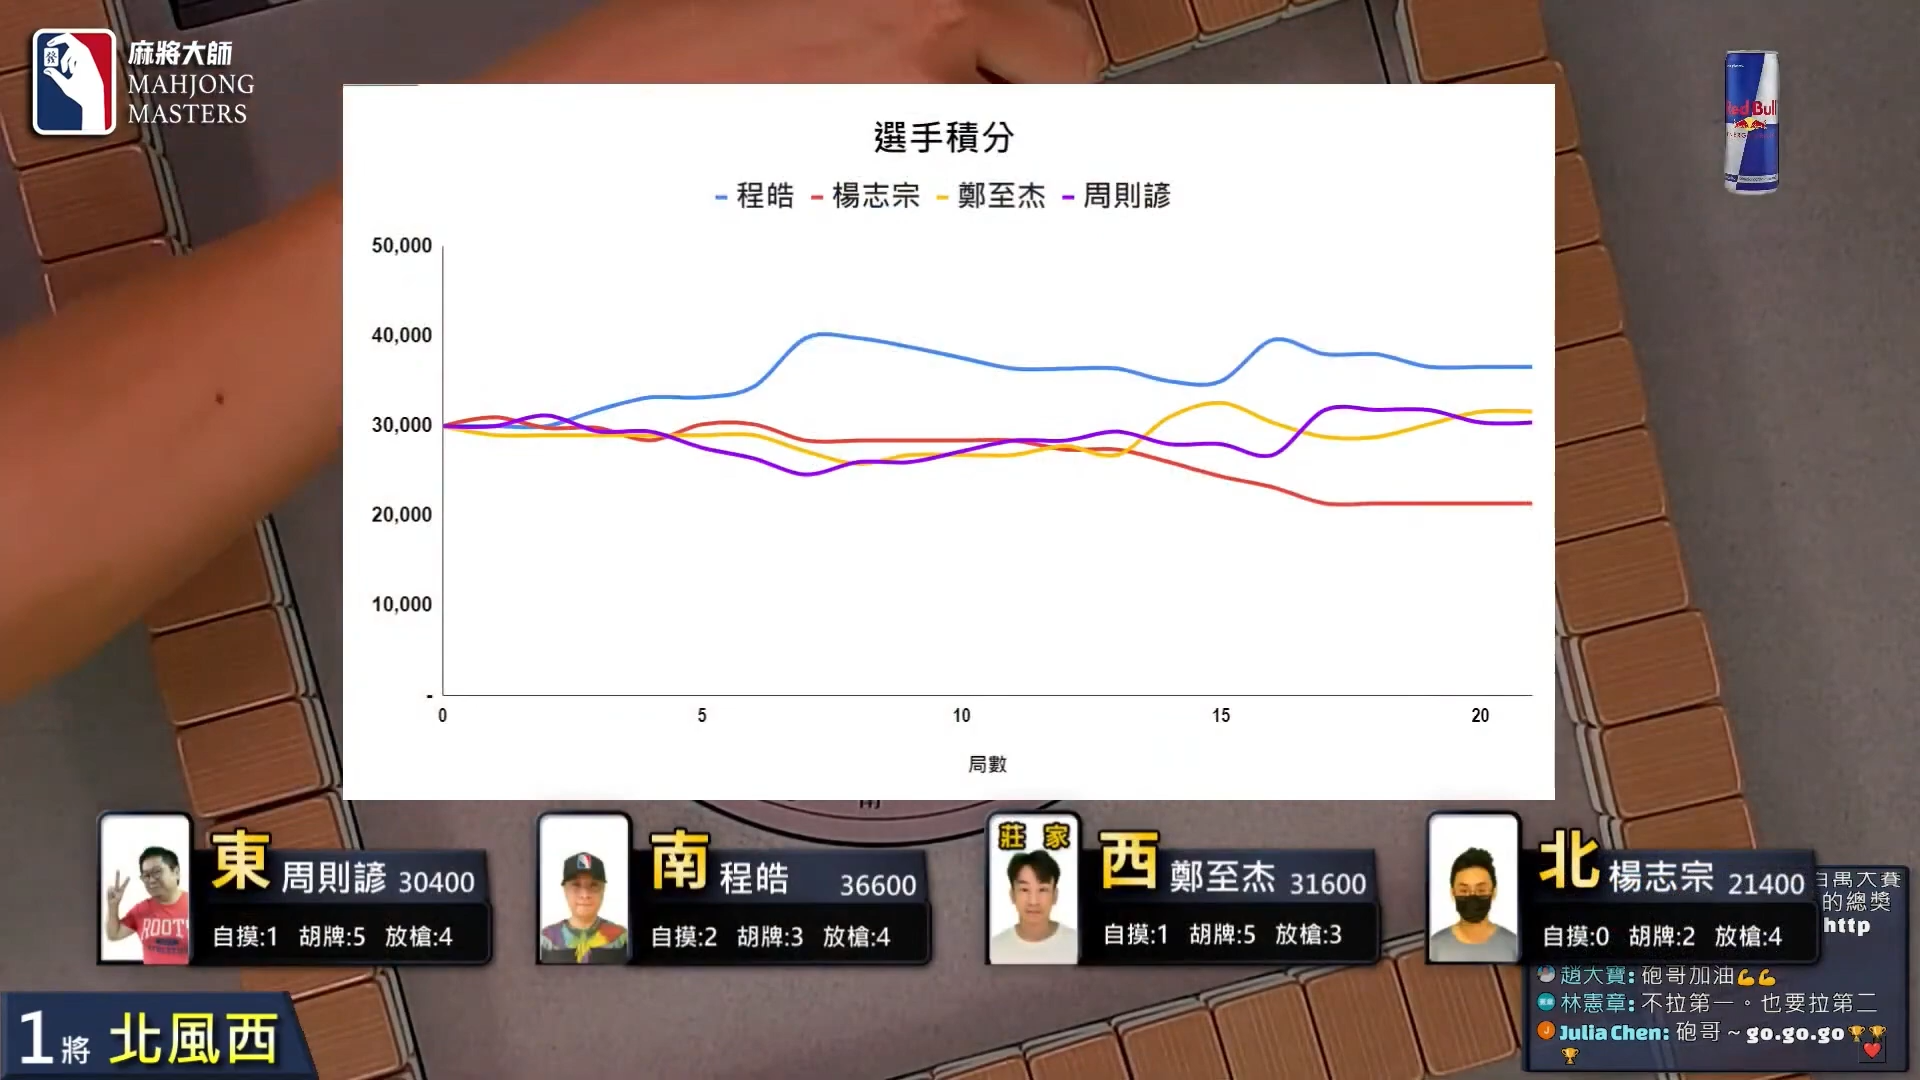 麻將大師
MAHJONG
MASTERS
Red Bull
選手積分
程皓 楊志宗 鄭至杰 周則諺
50,000
40,000
30,000
20,000
10,000
-
0 5 10 15 20
局數
東 周則諺 30400
自摸:1 胡牌:5 放槍:4
南 程皓 36600
自摸:2 胡牌:3 放槍:4
莊家
西 鄭至杰 31600
自摸:1 胡牌:5 放槍:3
北 楊志宗 21400
自摸:0 胡牌:2 放槍:4
百萬大賽
的總獎
http
趙大寶: 砲哥加油💪💪
林憲章: 不拉第一。也要拉第二
Julia Chen: 砲哥~go.go.go🏆🏆
🏆
1將 北風西